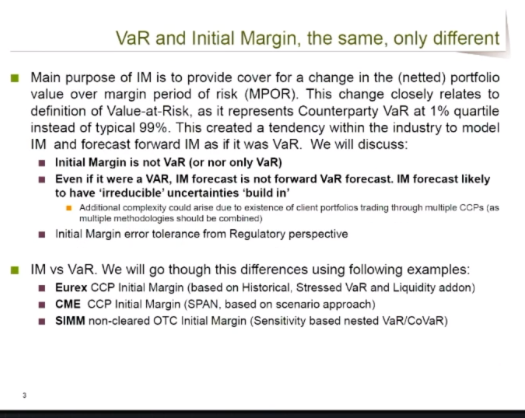 VaR and Initial Margin, the same, only different
Main purpose of IM is to provide cover for a change in the (netted) portfolio
value over margin period of risk (MPOR). This change closely relates to
definition of Value-at-Risk, as it represents Counterparty VaR at 1% quartile
instead of typical 99%. This created a tendency within the industry to model
IM and forecast forward IM as if it was VaR. We will discuss:
Initial Margin is not VaR (or nor only VaR)
Even if it were a VAR, IM forecast is not forward VaR forecast. IM forecast likely
to have 'irreducible' uncertainties 'build in'
Additional complexity could arise due to existence of client portfolios trading through multiple CCPs (as
multiple methodologies should be combined)
Initial Margin error tolerance from Regulatory perspective
IM vs VaR. We will go though this differences using following examples:
Eurex CCP Initial Margin (based on Historical, Stressed VaR and Liquidity addon)
CME CCP Initial Margin (SPAN, based on scenario approach)
SIMM non-cleared OTC Initial Margin (Sensitivity based nested VaR/CoVaR)
3